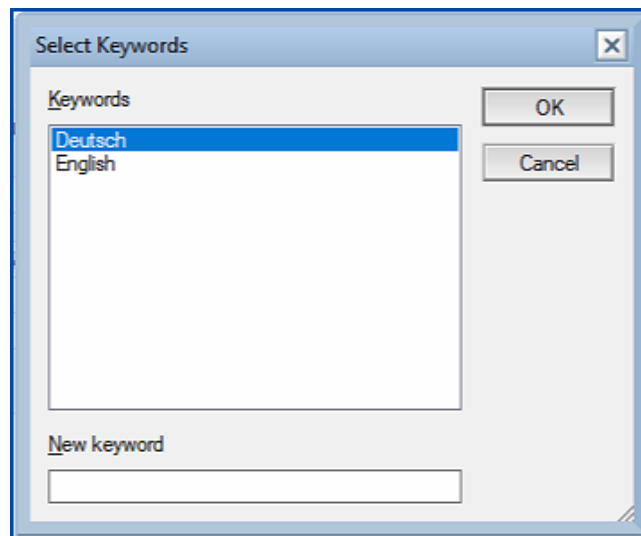 Select Keywords
Keywords
OK
Deutsch
English
Cancel
New keyword